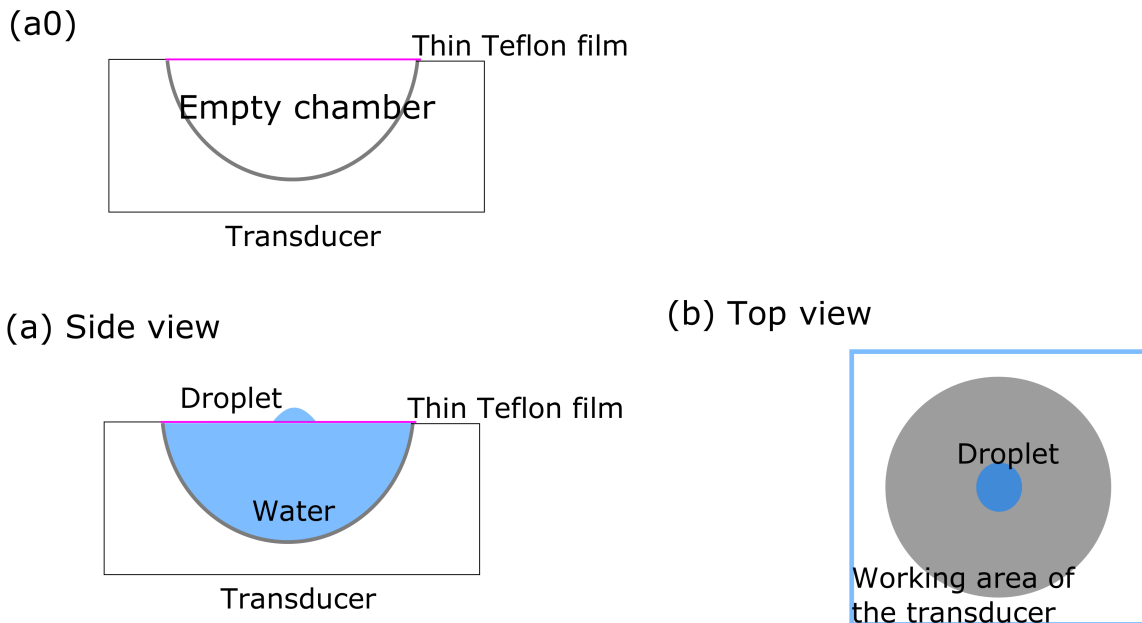 (a0)
Thin Teflon film
Empty chamber
Transducer
(a) Side view
Droplet
Thin Teflon film
Water
Transducer
(b) Top view
Droplet
Working area of
the transducer